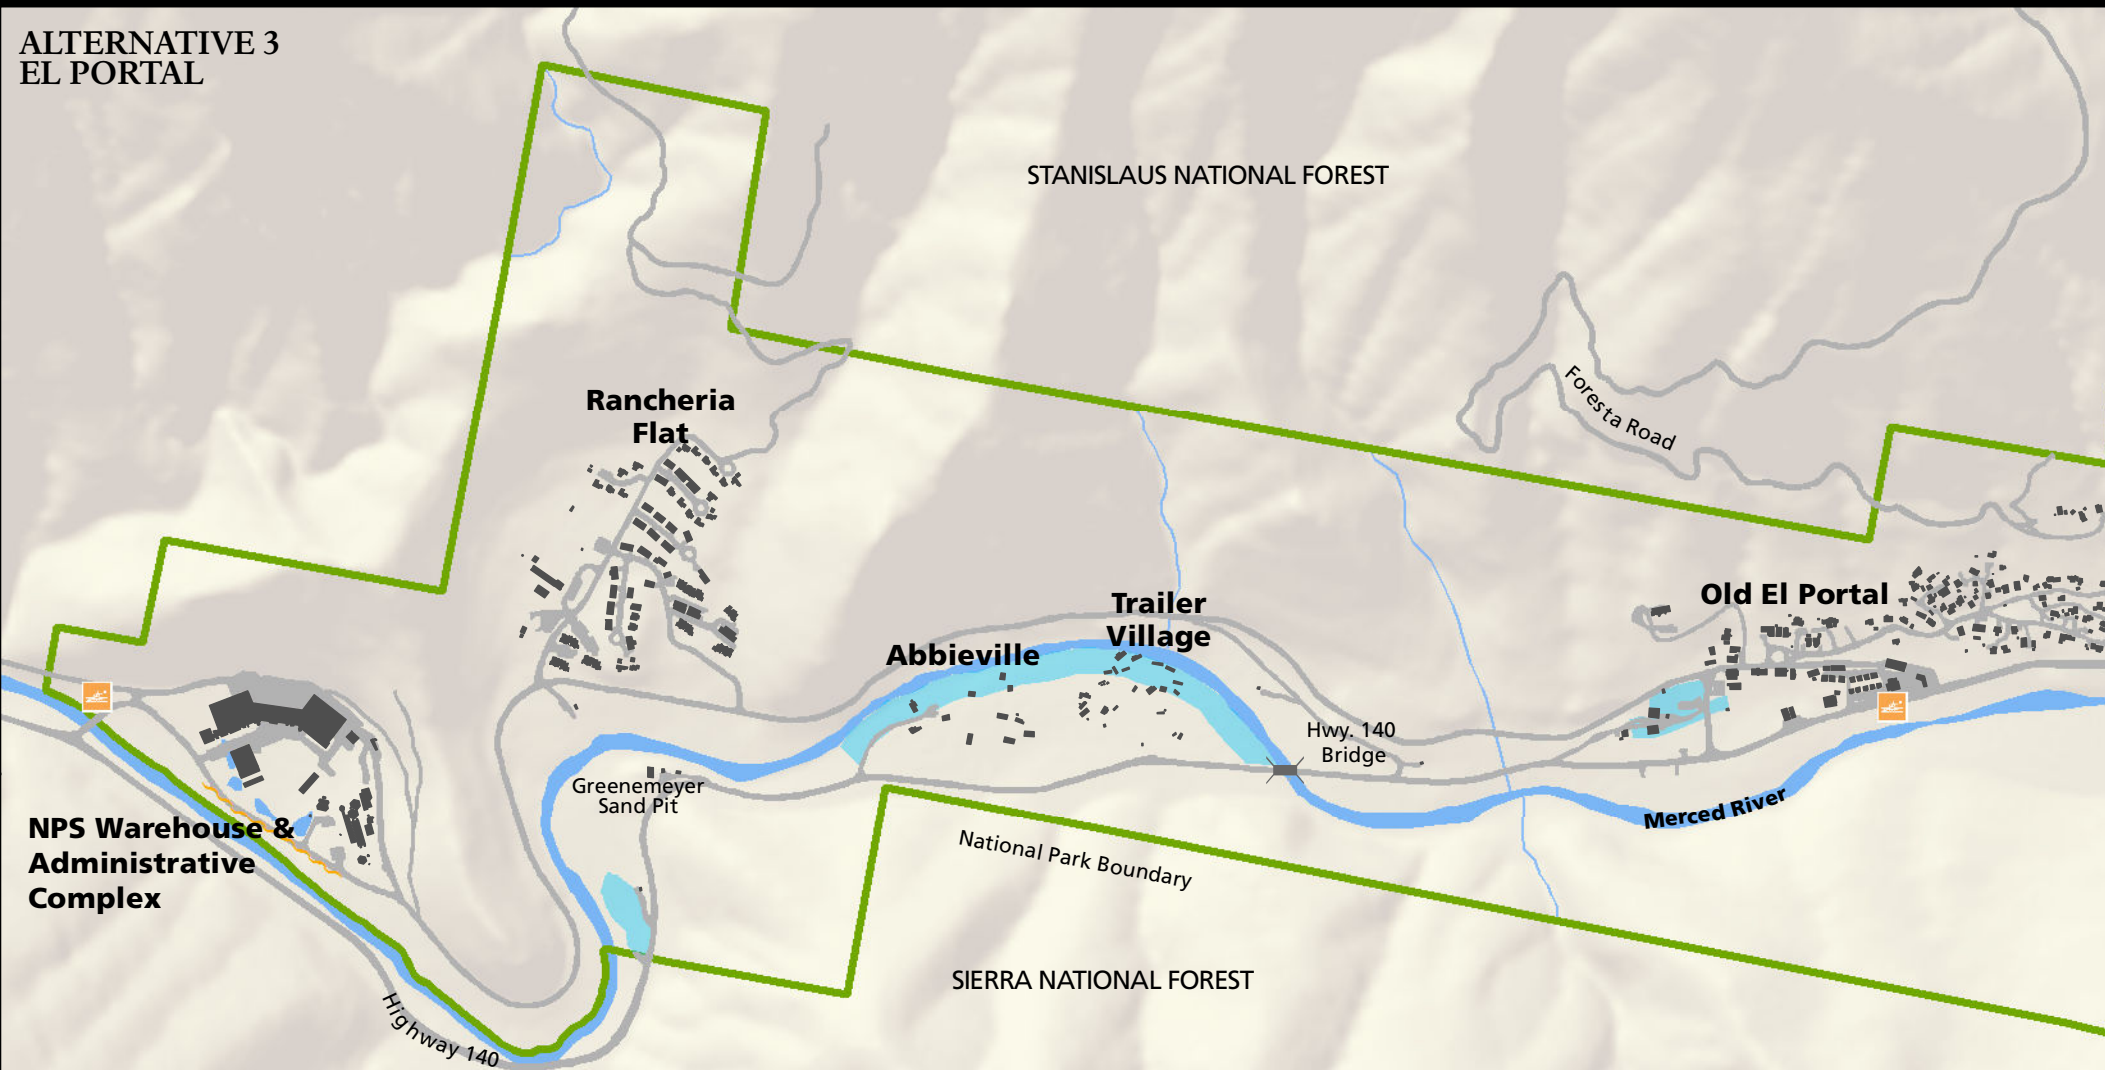 ALTERNATIVE 3
EL PORTAL
STANISLAUS NATIONAL FOREST
Rancheria
Flat
Foresta Road
Trailer
Village
Old El Portal
Abbieville
Hwy. 140
Bridge
Greenemeyer
Sand Pit
Merced River
NPS Warehouse &
Administrative
Complex
National Park Boundary
SIERRA NATIONAL FOREST
Highway 140